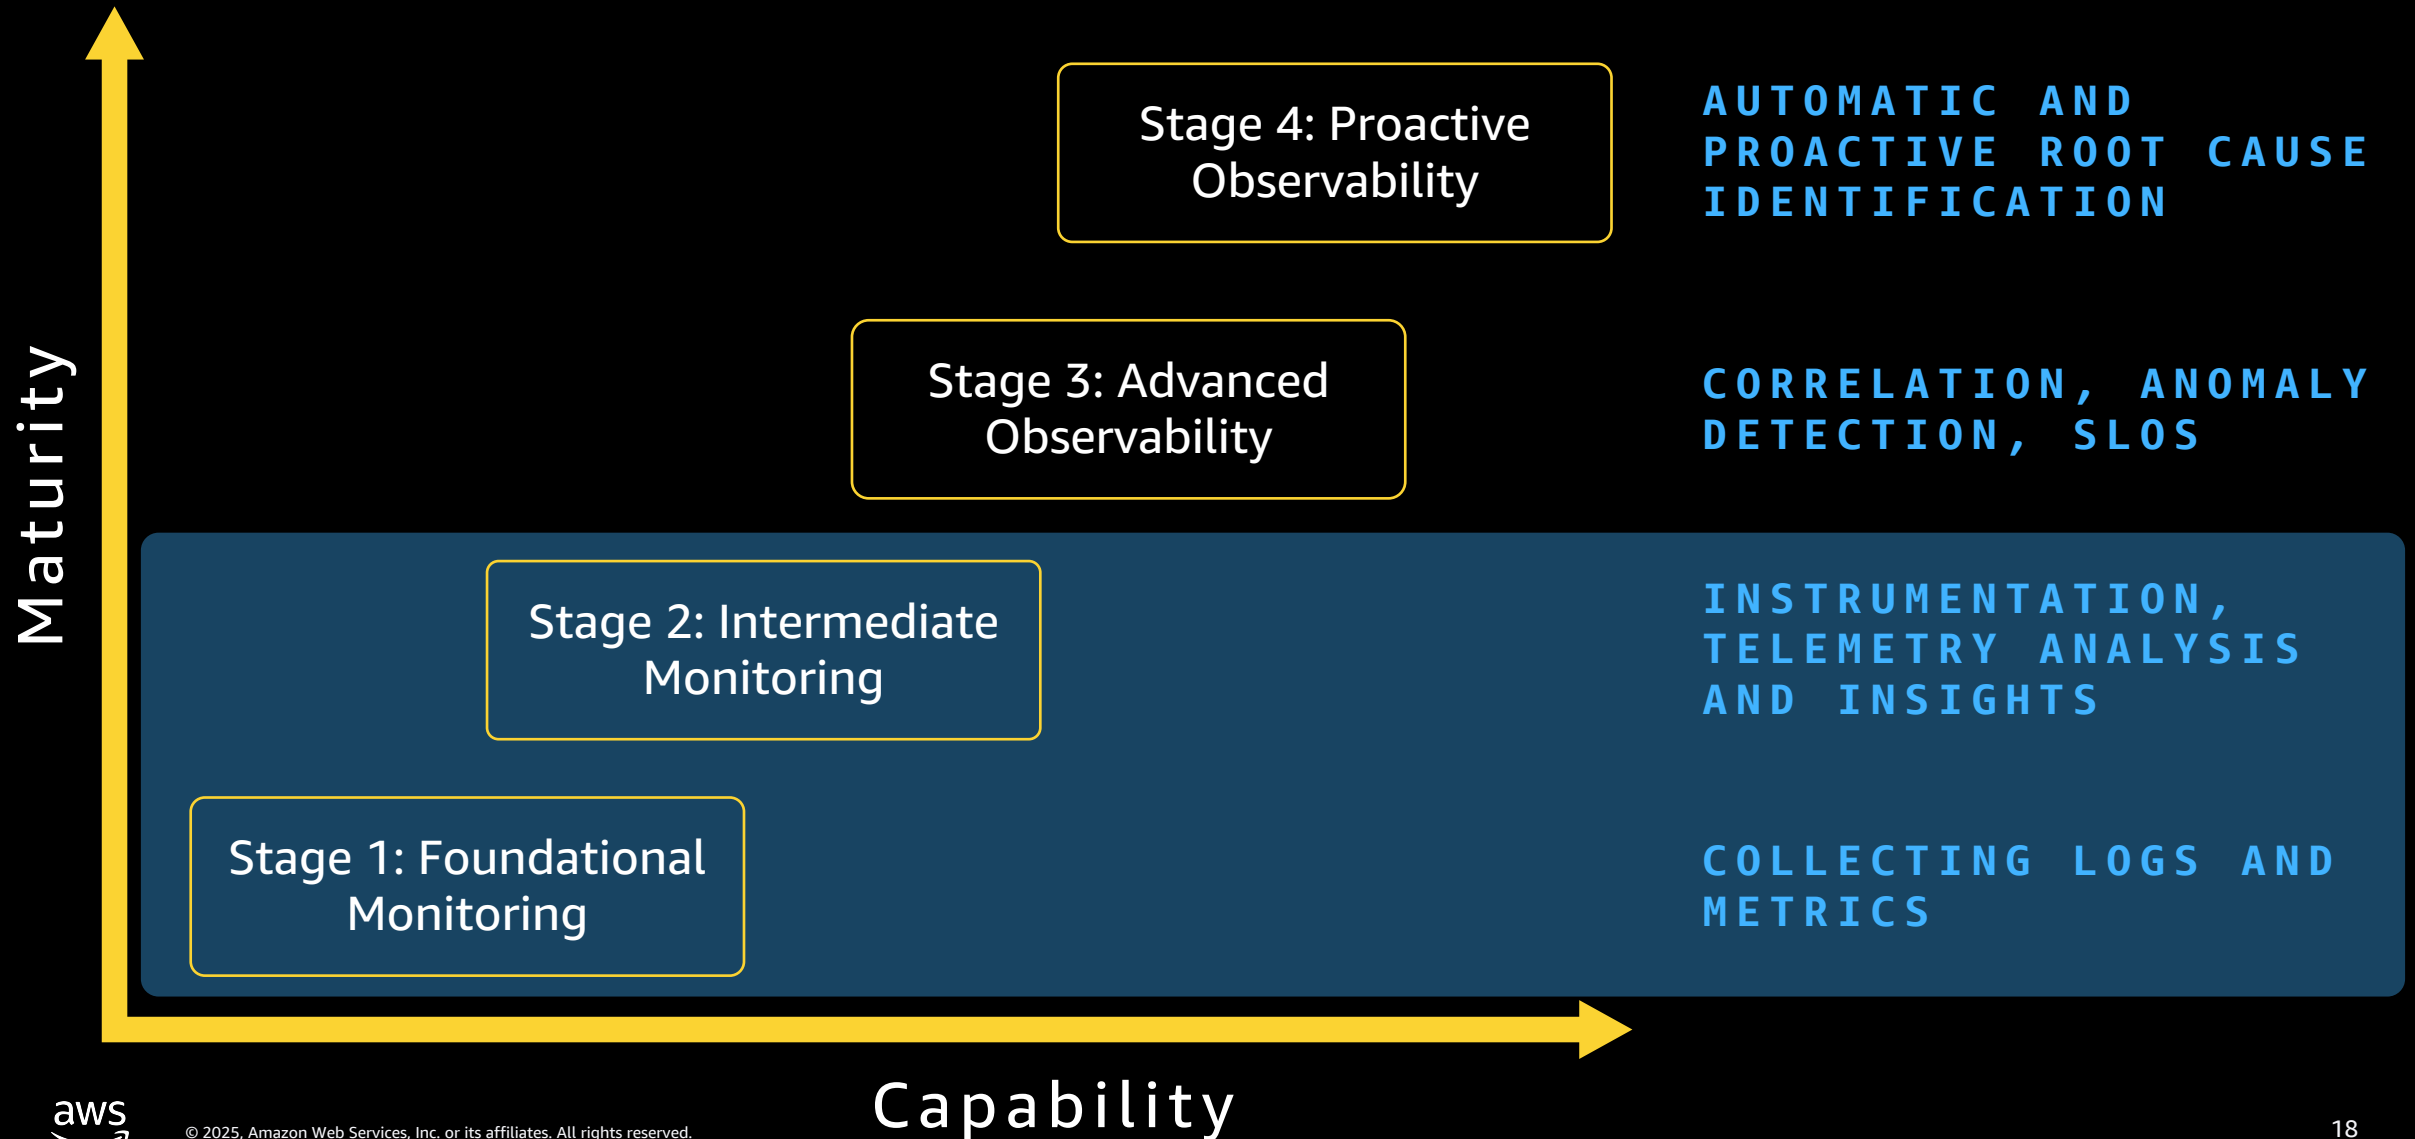 Stage 4: Proactive
Observability
AUTOMATIC AND
PROACTIVE ROOT CAUSE
IDENTIFICATION
Stage 3: Advanced
Observability
CORRELATION, ANOMALY
DETECTION, SLOS
Maturity
Stage 2: Intermediate
Monitoring
INSTRUMENTATION,
TELEMETRY ANALYSIS
AND INSIGHTS
Stage 1: Foundational
Monitoring
COLLECTING LOGS AND
METRICS
Capability
aws
© 2025, Amazon Web Services, Inc. or its affiliates. All rights reserved.
18